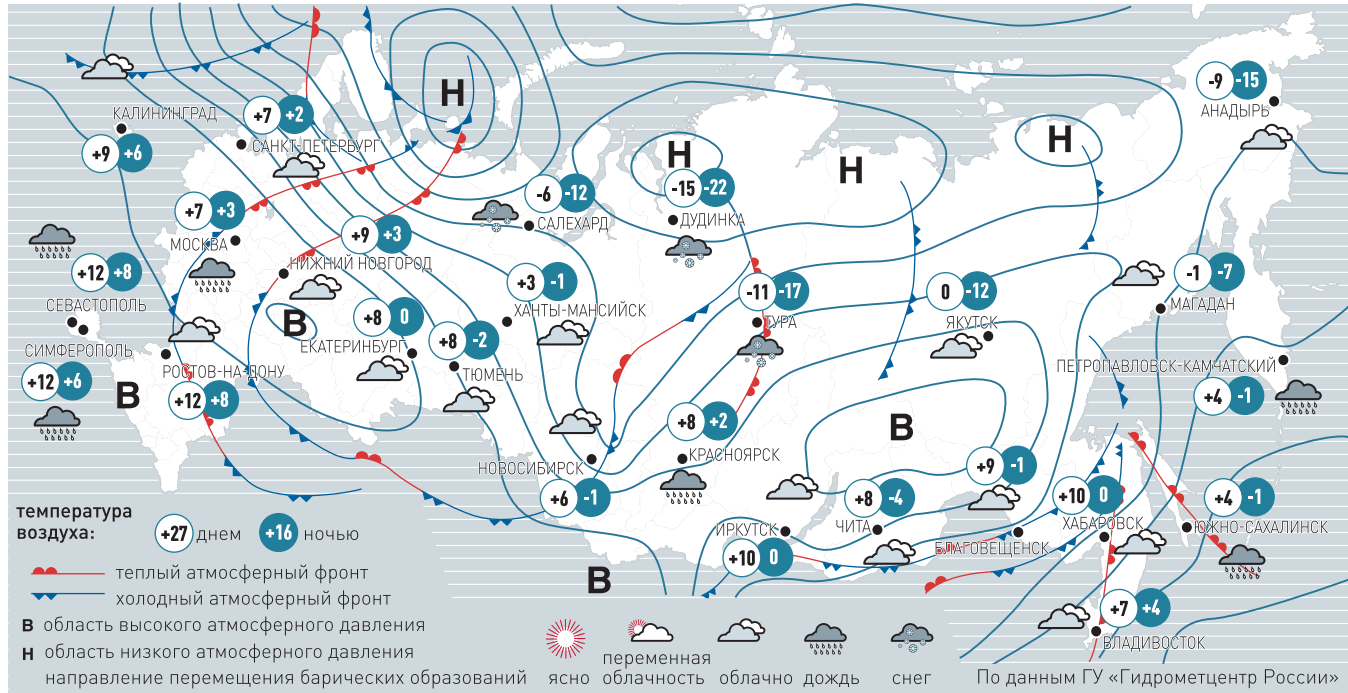 Н
-9 -15
АНАДЫРЬ
КАЛИНИНГРАД
+9 +6
+7 +2
САНКТ-ПЕТЕРБУРГ
Н
Н
Н
-15 -22
ДУДИНКА
-6 -12
САЛЕХАРД
+7 +3
МОСКВА
+9 +3
НИЖНИЙ НОВГОРОД
+12 +8
СЕВАСТОПОЛЬ
+3 -1
ХАНТЫ-МАНСИЙСК
-11 -17
ТУРА
0 -12
ЯКУТСК
-1 -7
МАГАДАН
В
+8 0
ЕКАТЕРИНБУРГ
+8 -2
ТЮМЕНЬ
СИМФЕРОПОЛЬ
+12 +6
РОСТОВ-НА-ДОНУ
+12 +8
В
ПЕТРОПАВЛОВСК-КАМЧАТСКИЙ
+4 -1
В
+8 +2
КРАСНОЯРСК
НОВОСИБИРСК
+6 -1
+9 -1
БЛАГОВЕЩЕНСК
+8 -4
ЧИТА
ИРКУТСК
+10 0
+10 0
ХАБАРОВСК
+4 -1
ЮЖНО-САХАЛИНСК
+7 +4
ВЛАДИВОСТОК
В
температура
воздуха:
+27 днем +16 ночью
теплый атмосферный фронт
холодный атмосферный фронт
В область высокого атмосферного давления
Н область низкого атмосферного давления
направление перемещения барических образований
ясно
переменная
облачность
облачно
дождь
снег
По данным ГУ «Гидрометцентр России»